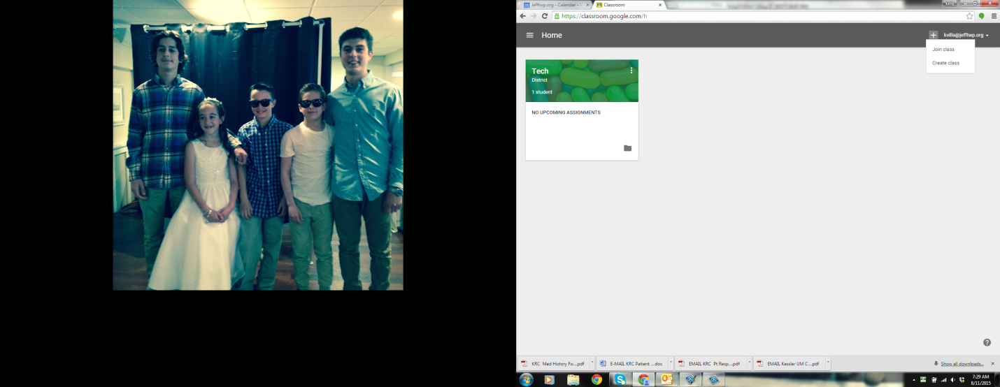 Jefftwp.org - Calendar - V
Classroom
Kelly
https://classroom.google.com/h
Home
kvilla@jefftwp.org
Join class
Create class
Tech
District
1 student
NO UPCOMING ASSIGNMENTS
KRC Med History Fo....pdf
E-MAIL KRC Patient ....doc
EMAIL KRC Pt Resp....pdf
EMAIL Kessler UM C....pdf
Show all downloads...
7:29 AM
8/11/2015